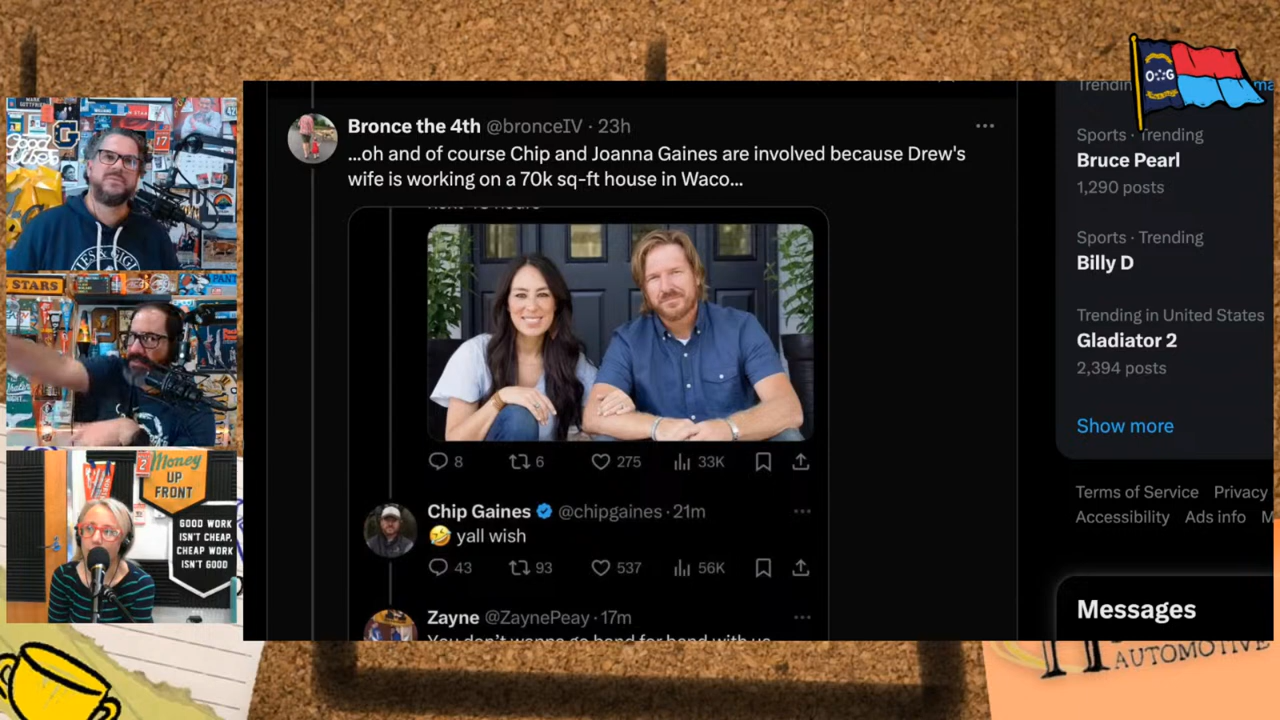 Bronce the 4th @bronceIV · 23h
...oh and of course Chip and Joanna Gaines are involved because Drew's
wife is working on a 70k sq-ft house in Waco...
8 6 275 33K
Chip Gaines @chipgaines · 21m
🤣 yall wish
43 93 537 56K
Zayne @ZaynePeay · 17m
Trending
Sports · Trending
Bruce Pearl
1,290 posts
Sports · Trending
Billy D
Trending in United States
Gladiator 2
2,394 posts
Show more
Terms of Service Privacy
Accessibility Ads info
Messages
AUTOMOTIVE
STARS
G
17
Money
UP
FRONT
GOOD WORK
ISN'T CHEAP,
CHEAP WORK
ISN'T GOOD